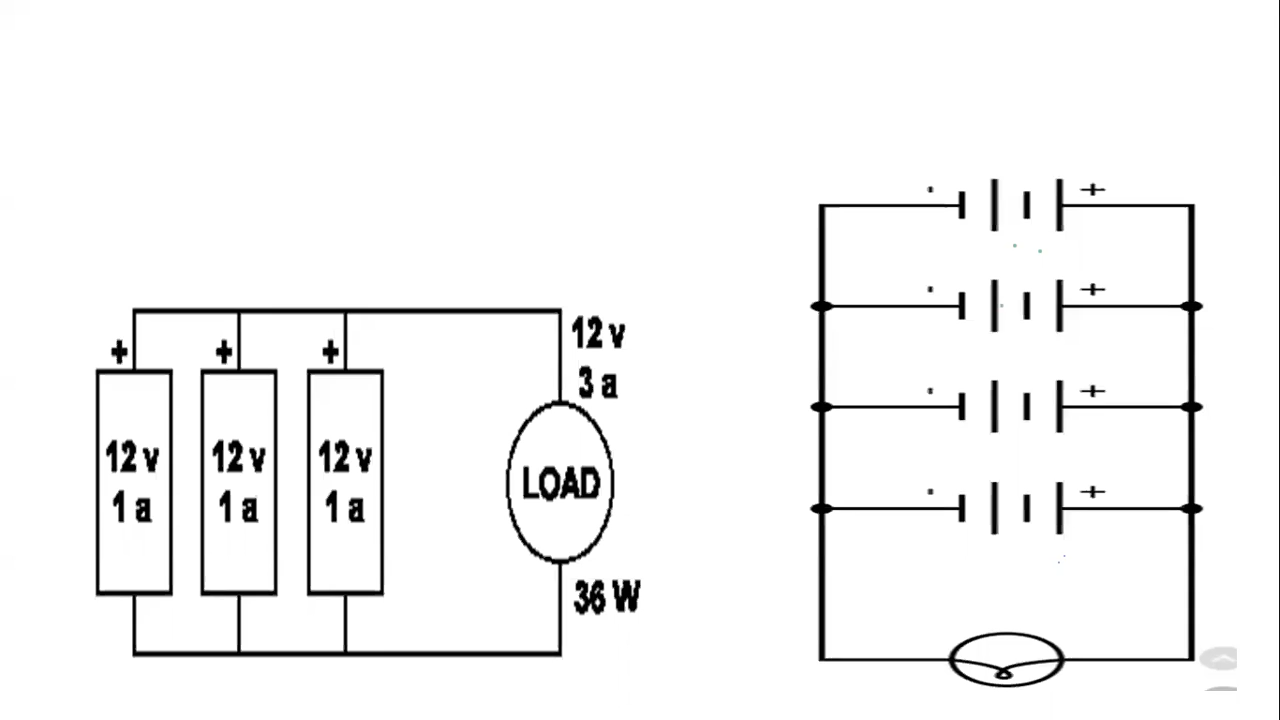 + + +
12 v
3 a
12 v 12 v 12 v
1 a 1 a 1 a
LOAD
36 W
- +
- +
- +
- +